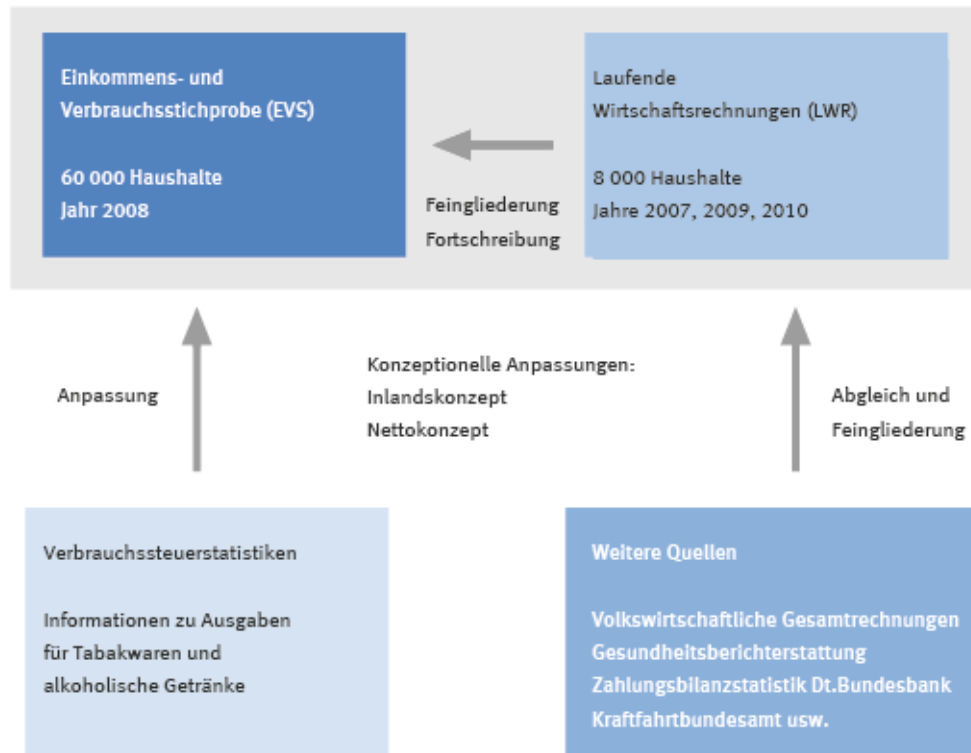 Einkommens- und
Verbrauchsstichprobe (EVS)
60 000 Haushalte
Jahr 2008
Feingliederung
Fortschreibung
Laufende
Wirtschaftsrechnungen (LWR)
8 000 Haushalte
Jahre 2007, 2009, 2010
Anpassung
Konzeptionelle Anpassungen:
Inlandskonzept
Nettokonzept
Abgleich und
Feingliederung
Verbrauchssteuerstatistiken
Informationen zu Ausgaben
für Tabakwaren und
alkoholische Getränke
Weitere Quellen
Volkswirtschaftliche Gesamtrechnungen
Gesundheitsberichterstattung
Zahlungsbilanzstatistik Dt.Bundesbank
Kraftfahrtbundesamt usw.